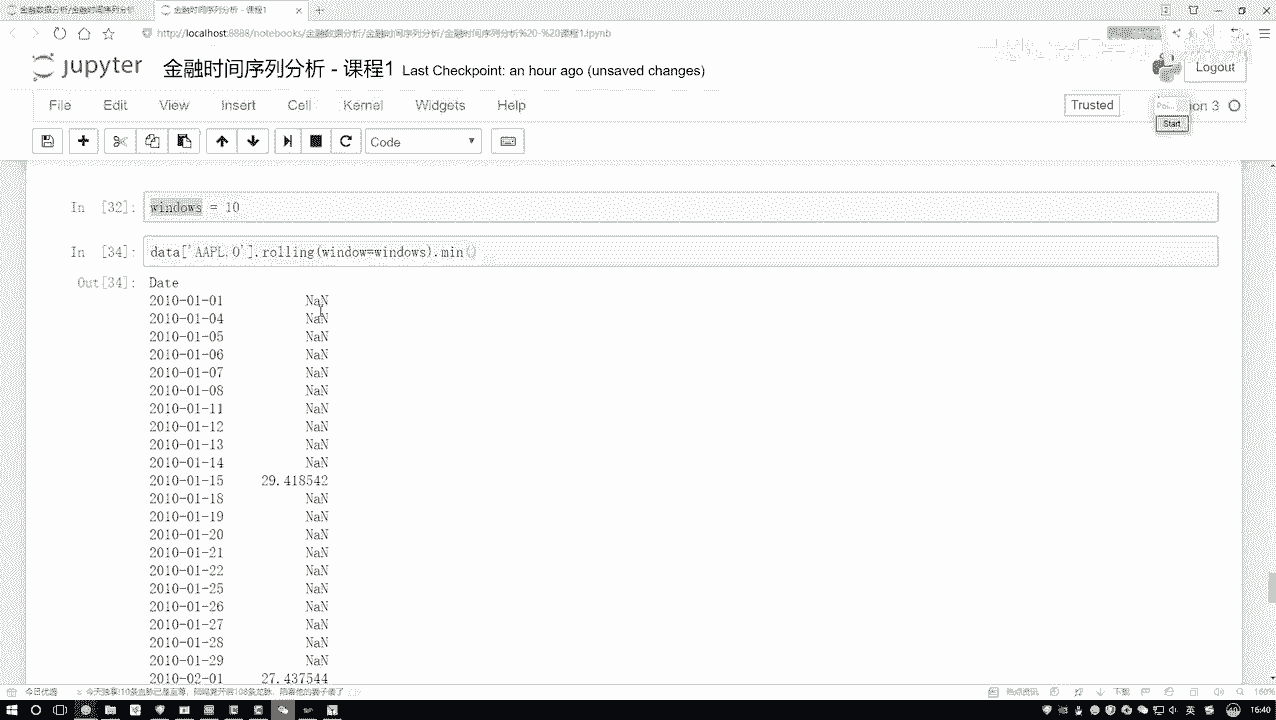 金融数据分析/金融时间序列分析
金融时间序列分析 - 课程1
http://localhost:8888/notebooks/金融数据分析/金融时间序列分析/金融时间序列分析%20-%20课程1.ipynb
jupyter 金融时间序列分析 - 课程1 Last Checkpoint: an hour ago (unsaved changes)
Logout
File Edit View Insert Cell Kernel Widgets Help
Trusted
Start
Code
In [32]: windows = 10
In [34]: data['AAPL.O'].rolling(window=windows).min()
Out[34]: Date
2010-01-01 NaN
2010-01-04 NaN
2010-01-05 NaN
2010-01-06 NaN
2010-01-07 NaN
2010-01-08 NaN
2010-01-11 NaN
2010-01-12 NaN
2010-01-13 NaN
2010-01-14 NaN
2010-01-15 29.418542
2010-01-18 NaN
2010-01-19 NaN
2010-01-20 NaN
2010-01-21 NaN
2010-01-22 NaN
2010-01-25 NaN
2010-01-26 NaN
2010-01-27 NaN
2010-01-28 NaN
2010-01-29 NaN
2010-02-01 27.437544
今日优选
160%
16:40